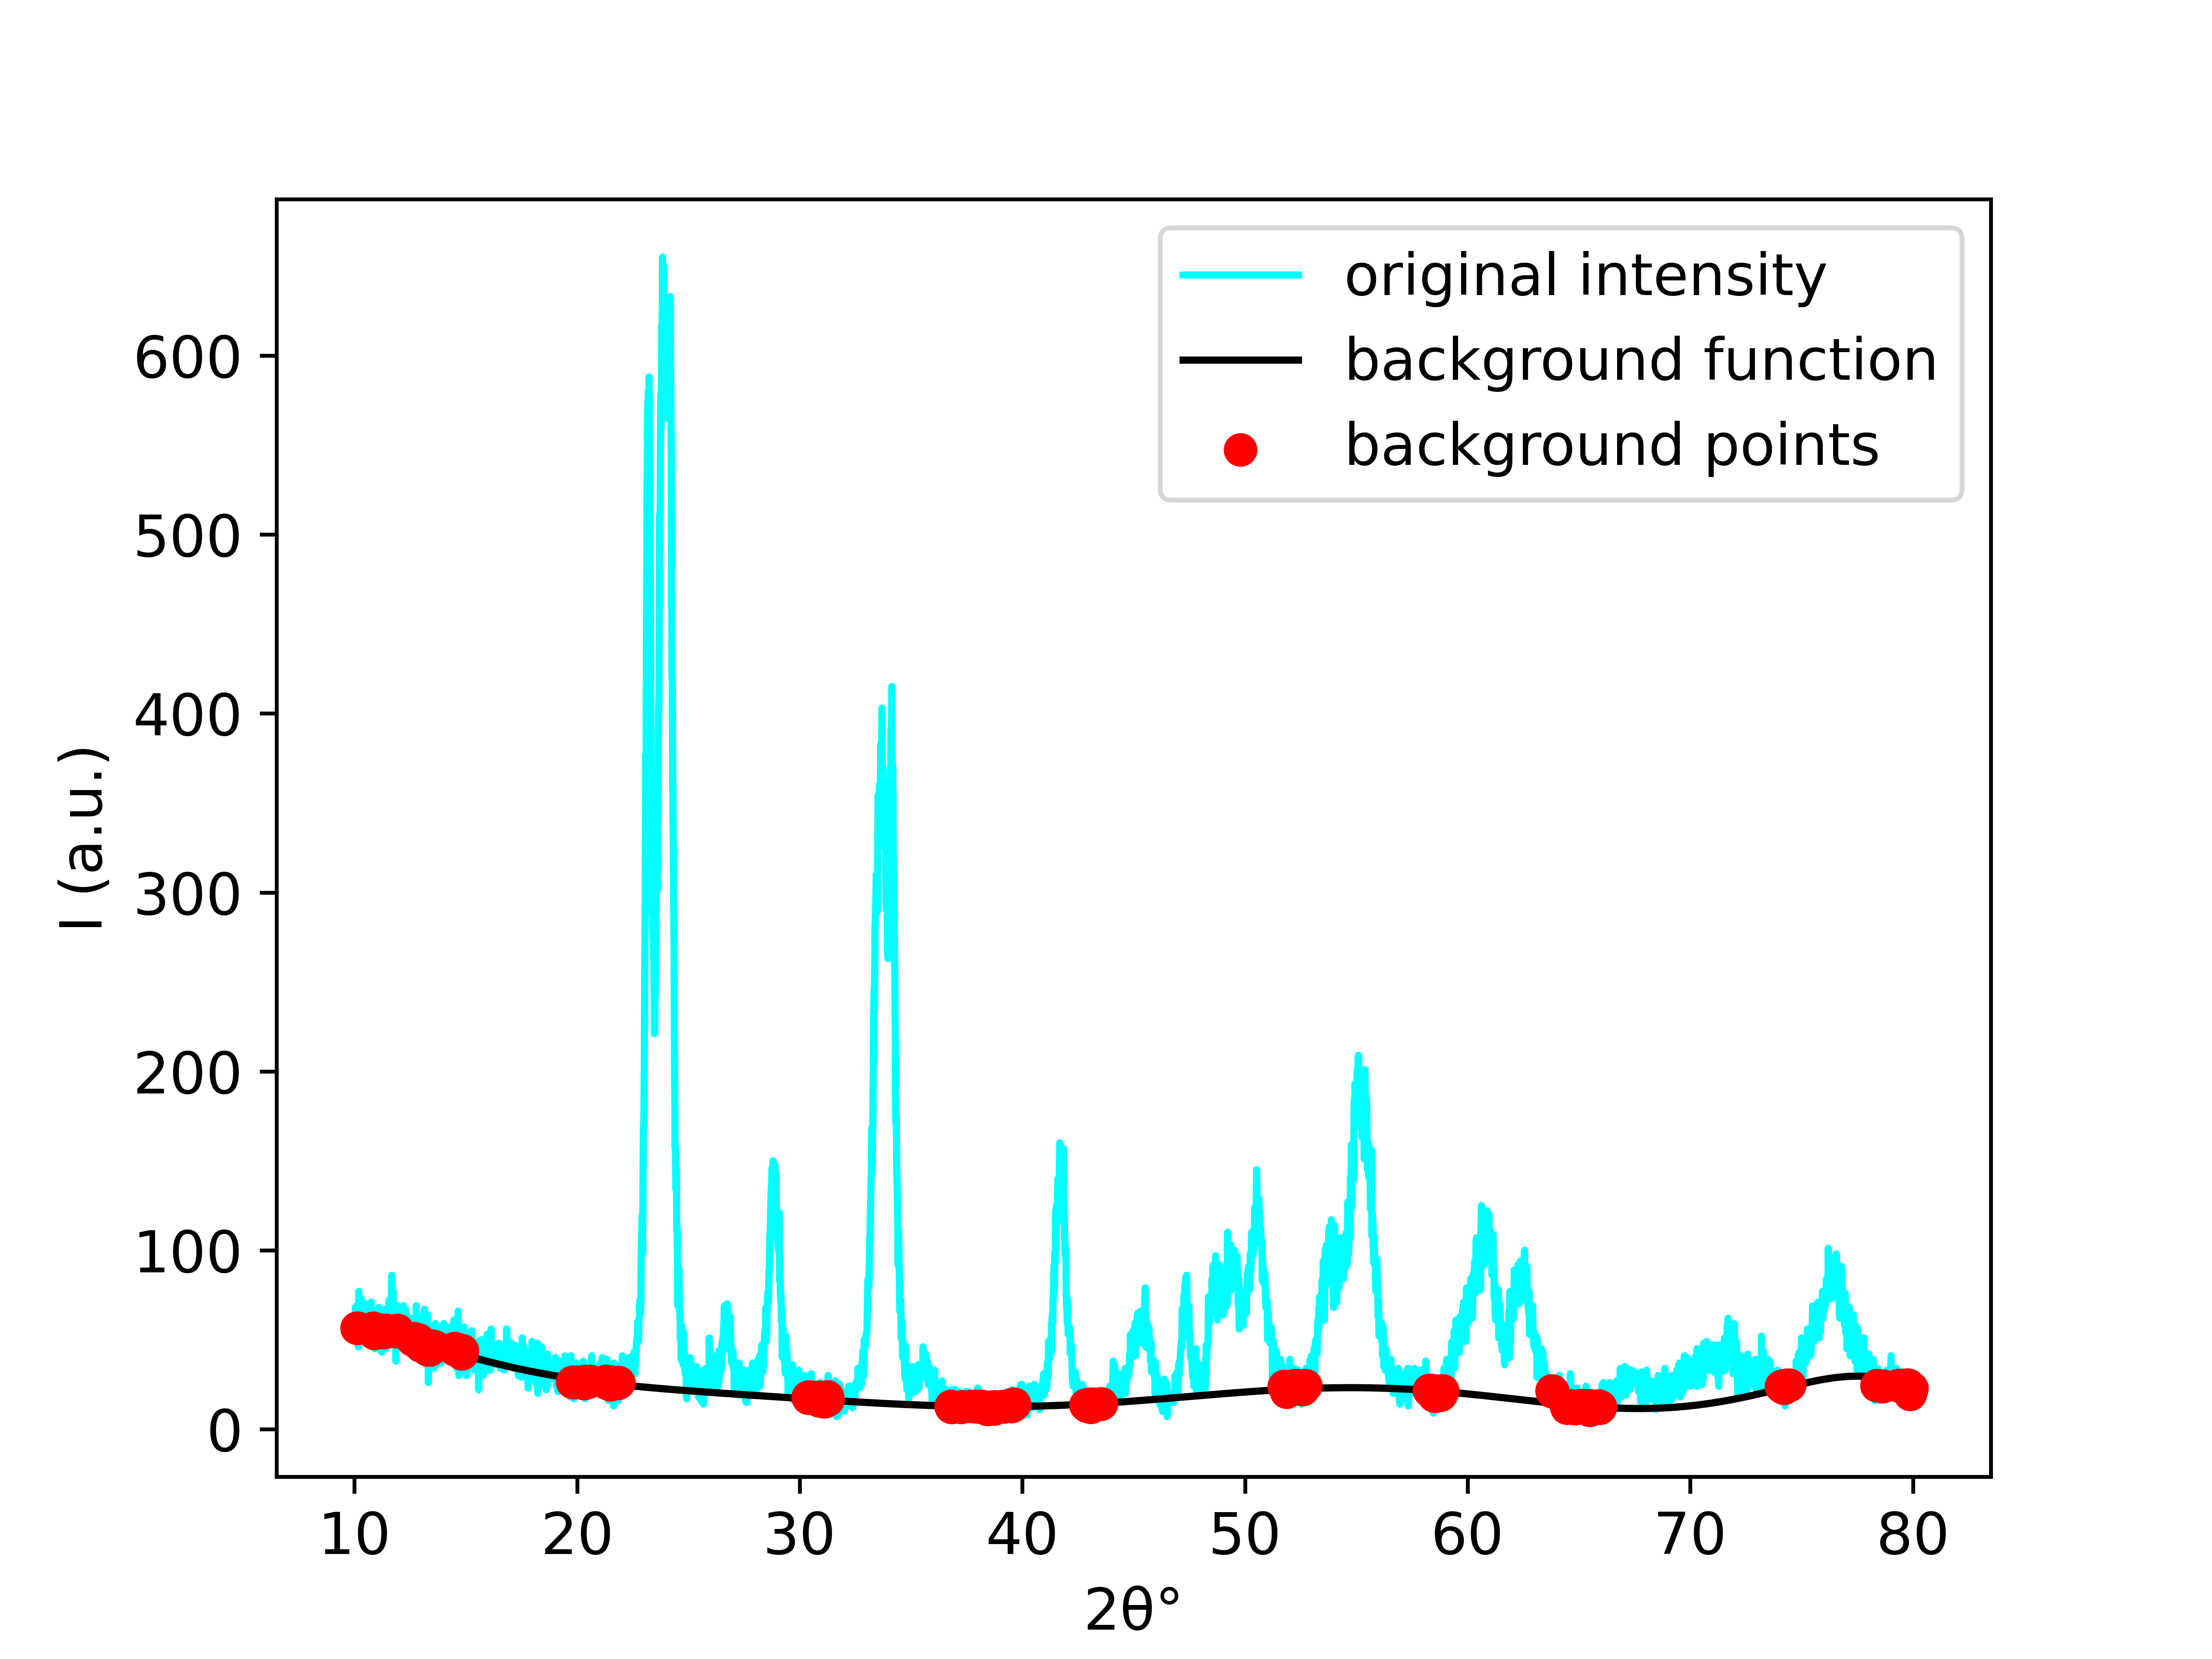 original intensity
background function
background points
600
500
400
300
200
100
0
I (a.u.)
10 20 30 40 50 60 70 80
2θ°